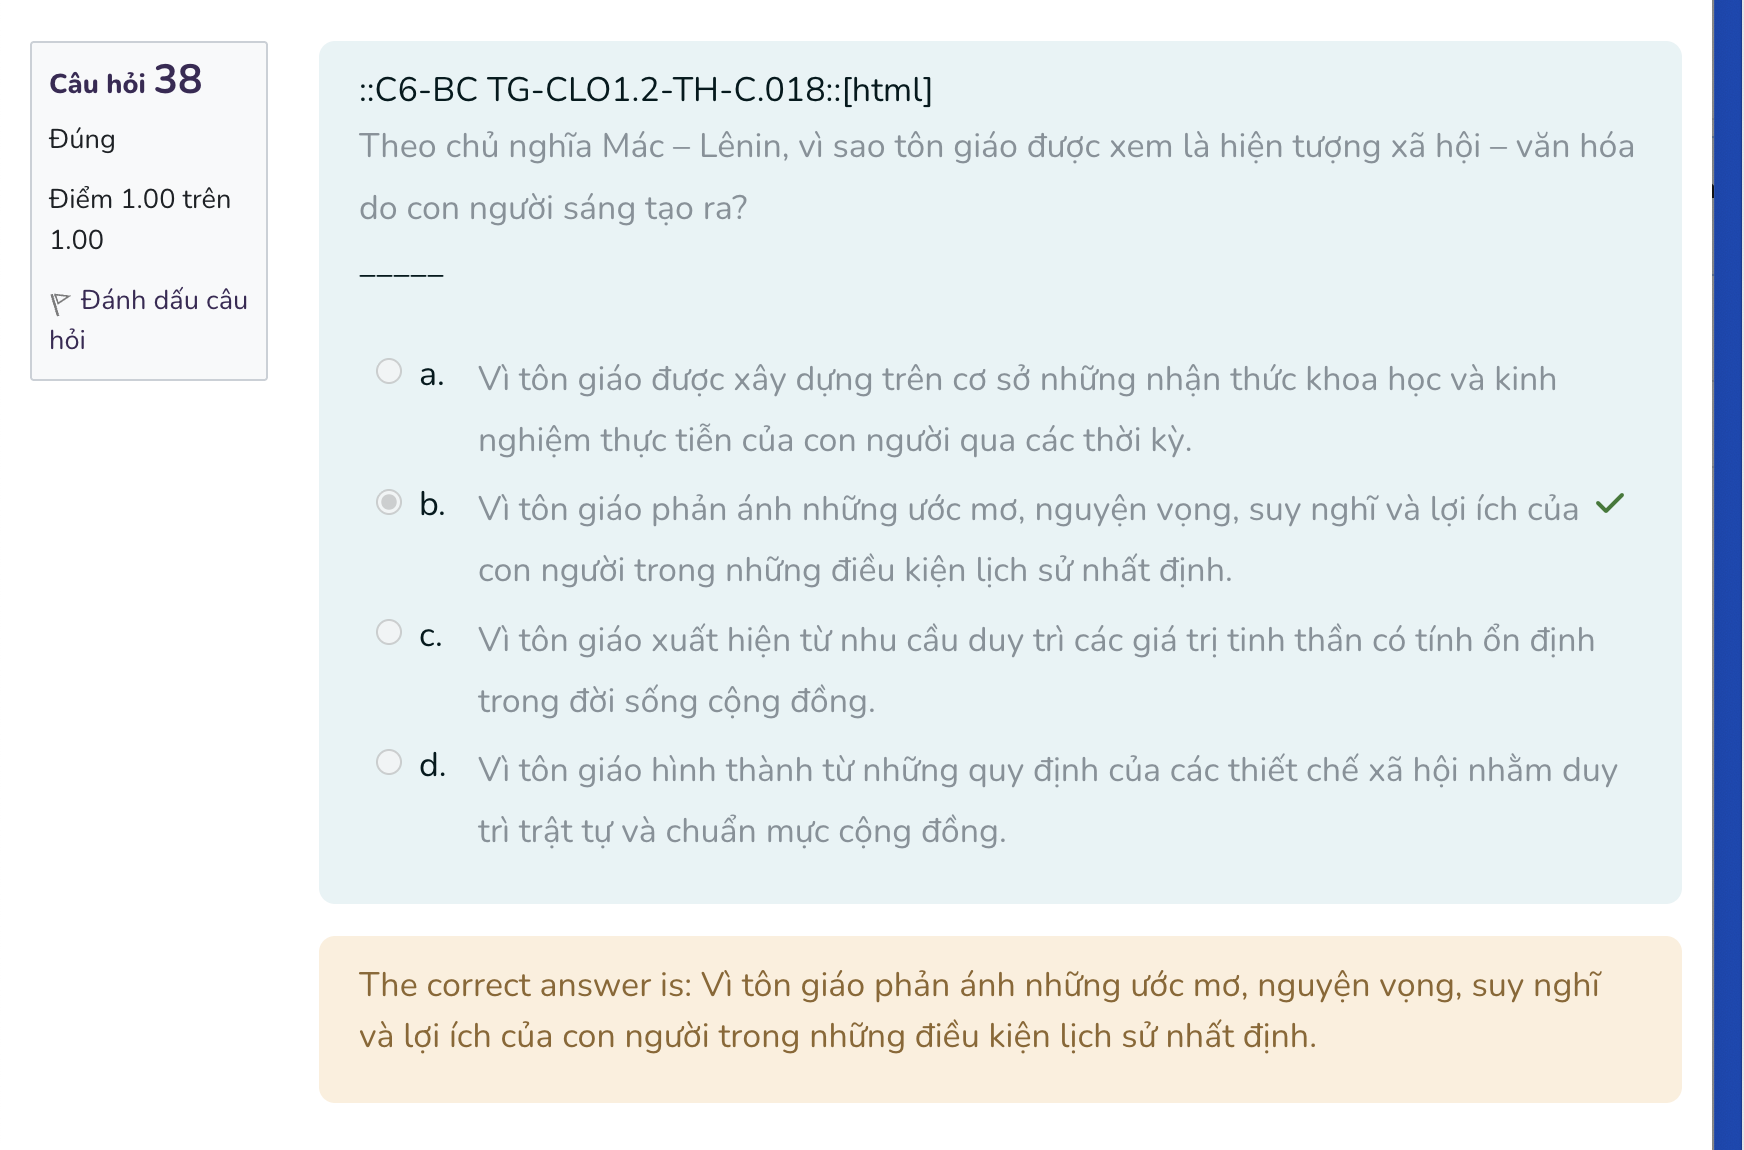 Câu hỏi 38
Đúng
Điểm 1.00 trên
1.00
Đánh dấu câu
hỏi
::C6-BC TG-CLO1.2-TH-C.018::[html]
Theo chủ nghĩa Mác – Lênin, vì sao tôn giáo được xem là hiện tượng xã hội – văn hóa
do con người sáng tạo ra?
_____
a. Vì tôn giáo được xây dựng trên cơ sở những nhận thức khoa học và kinh
nghiệm thực tiễn của con người qua các thời kỳ.
b. Vì tôn giáo phản ánh những ước mơ, nguyện vọng, suy nghĩ và lợi ích của
con người trong những điều kiện lịch sử nhất định.
c. Vì tôn giáo xuất hiện từ nhu cầu duy trì các giá trị tinh thần có tính ổn định
trong đời sống cộng đồng.
d. Vì tôn giáo hình thành từ những quy định của các thiết chế xã hội nhằm duy
trì trật tự và chuẩn mực cộng đồng.
The correct answer is: Vì tôn giáo phản ánh những ước mơ, nguyện vọng, suy nghĩ
và lợi ích của con người trong những điều kiện lịch sử nhất định.